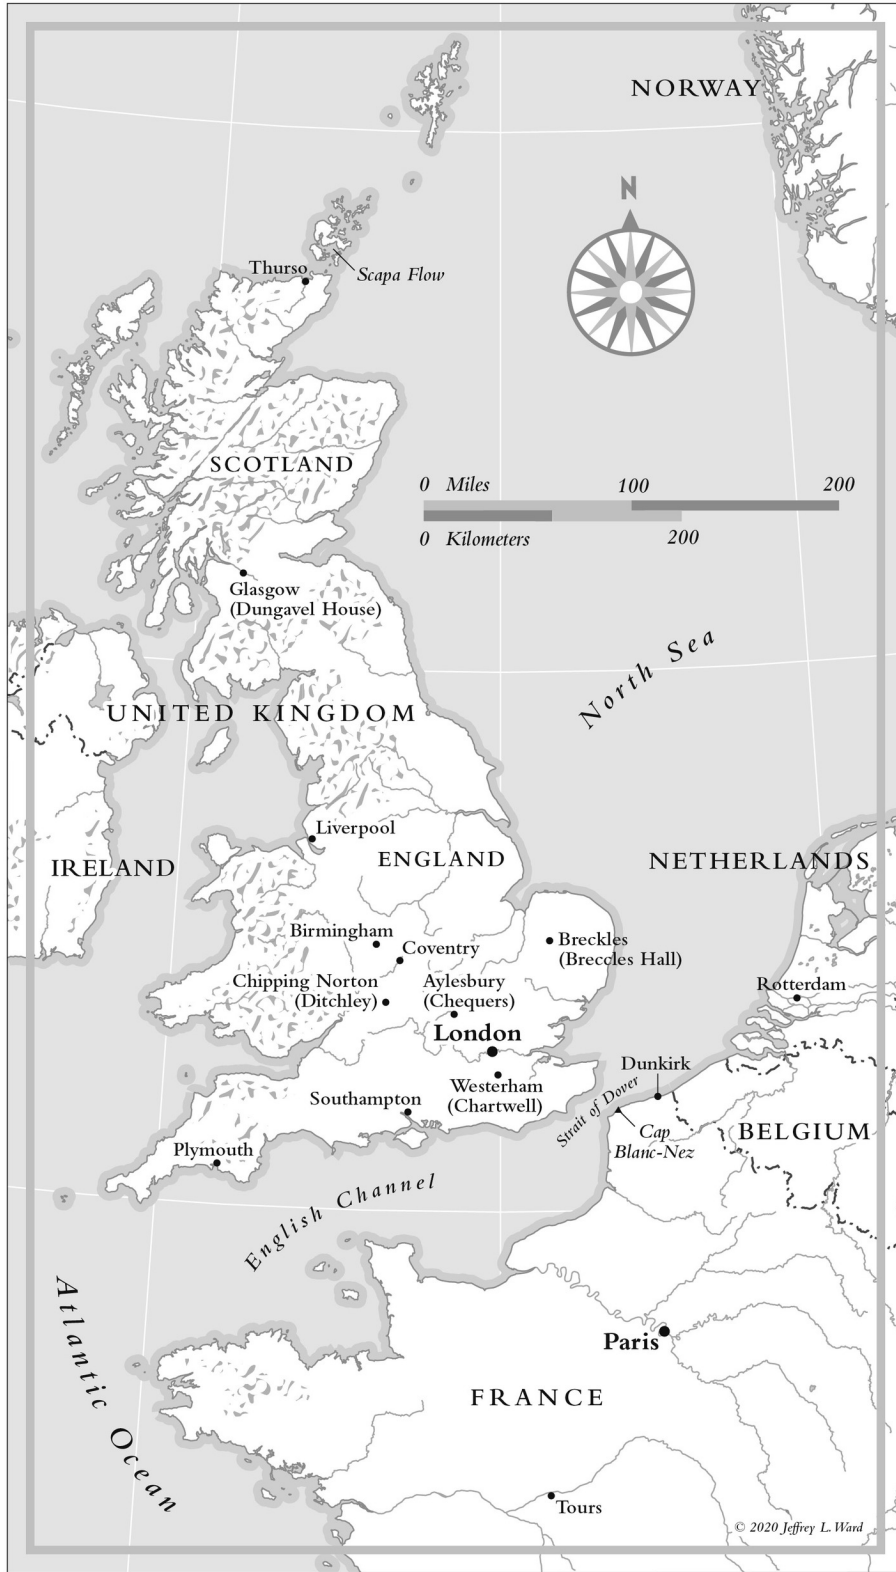 NORWAY
N
Thurso
Scapa Flow
SCOTLAND
0 Miles 100 200
0 Kilometers 200
Glasgow
(Dungavel House)
North Sea
UNITED KINGDOM
Liverpool
ENGLAND
IRELAND
NETHERLANDS
Birmingham
Coventry
Breckles
(Breccles Hall)
Chipping Norton
(Ditchley)
Aylesbury
(Chequers)
Rotterdam
London
Dunkirk
Westerham
(Chartwell)
Strait of Dover
Southampton
Cap
Blanc-Nez
BELGIUM
Plymouth
English Channel
Atlantic Ocean
Paris
FRANCE
Tours
© 2020 Jeffrey L. Ward